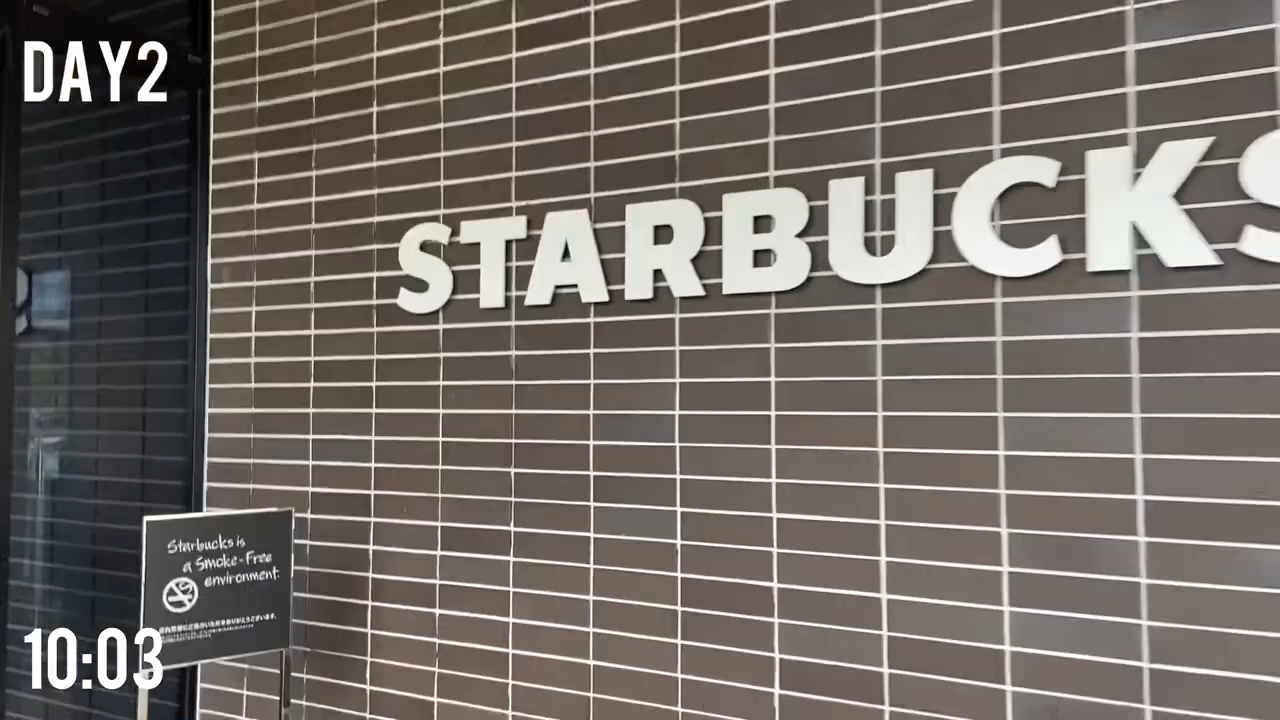 DAY2
STARBUCKS
Starbucks is
a Smoke-Free
environment.
10:03